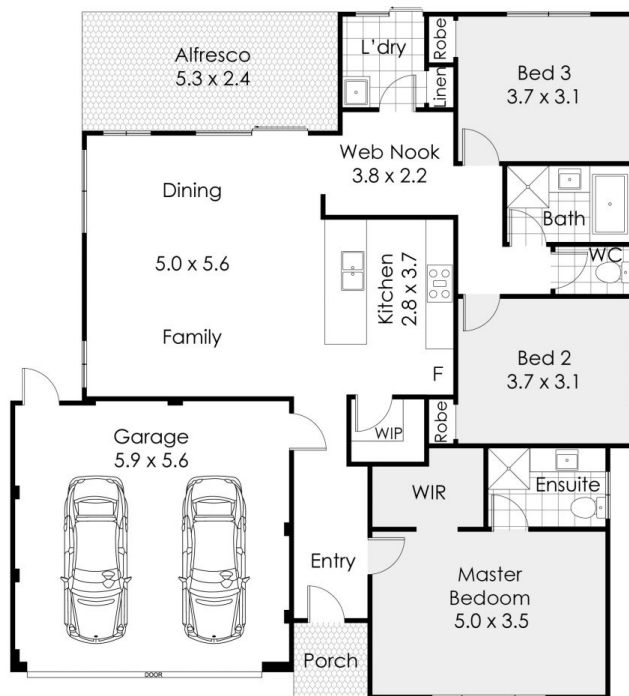 Alfresco
5.3 x 2.4
L'dry
Robe
Linen
Bed 3
3.7 x 3.1
Web Nook
3.8 x 2.2
Dining
5.0 x 5.6
Family
Kitchen
2.8 x 3.7
F
Bath
WC
Bed 2
3.7 x 3.1
Robe
WIP
Garage
5.9 x 5.6
WIR
Ensuite
Entry
Master
Bedoom
5.0 x 3.5
Porch
DOOR